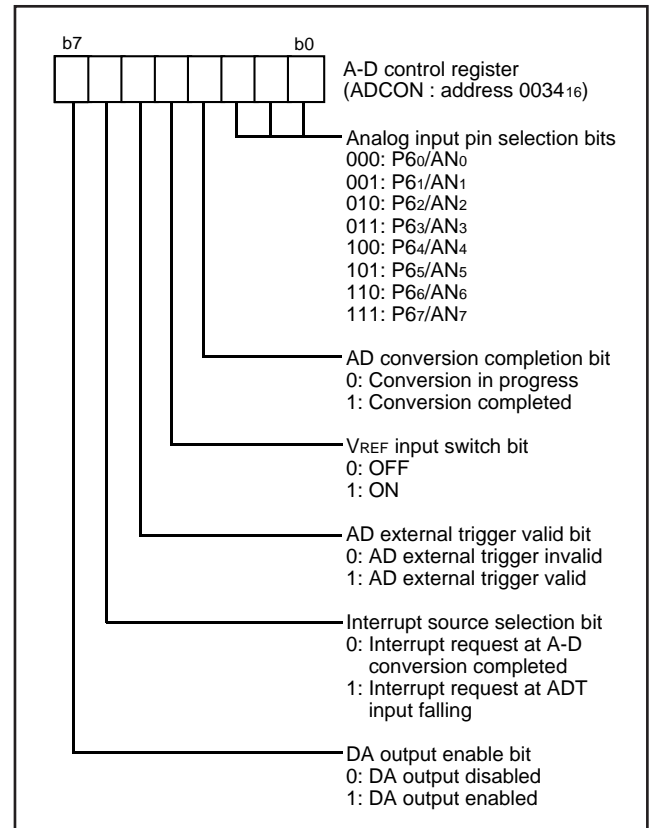 b7 b0
A-D control register
(ADCON : address 0034₁₆)
Analog input pin selection bits
000: P6₀/AN₀
001: P6₁/AN₁
010: P6₂/AN₂
011: P6₃/AN₃
100: P6₄/AN₄
101: P6₅/AN₅
110: P6₆/AN₆
111: P6₇/AN₇
AD conversion completion bit
0: Conversion in progress
1: Conversion completed
VREF input switch bit
0: OFF
1: ON
AD external trigger valid bit
0: AD external trigger invalid
1: AD external trigger valid
Interrupt source selection bit
0: Interrupt request at A-D
conversion completed
1: Interrupt request at ADT
input falling
DA output enable bit
0: DA output disabled
1: DA output enabled